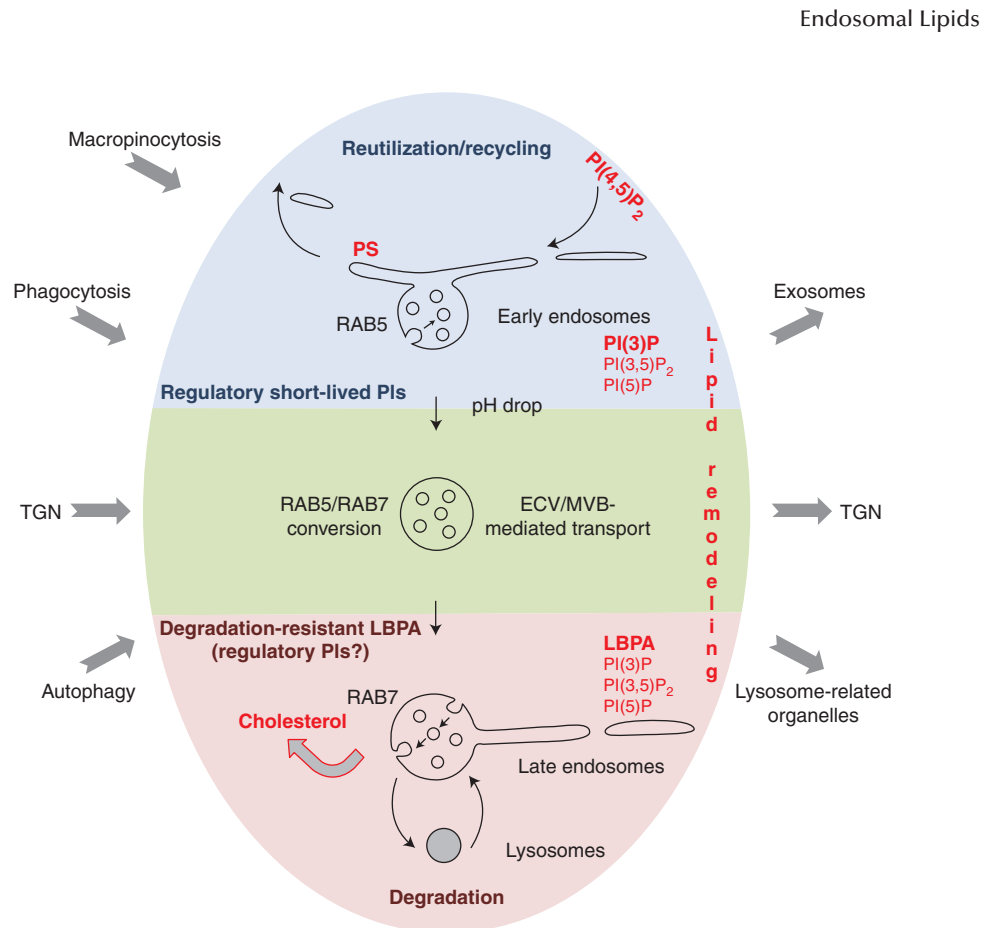 Endosomal Lipids
Macropinocytosis
Reutilization/recycling
PI(4,5)P2
PS
Phagocytosis
Exosomes
RAB5
Early endosomes
PI(3)P
PI(3,5)P2
PI(5)P
Regulatory short-lived PIs
pH drop
Lipid remodeling
TGN
RAB5/RAB7
conversion
ECV/MVB-
mediated transport
TGN
Degradation-resistant LBPA
(regulatory PIs?)
LBPA
PI(3)P
PI(3,5)P2
PI(5)P
Autophagy
RAB7
Lysosome-related
organelles
Cholesterol
Late endosomes
Lysosomes
Degradation